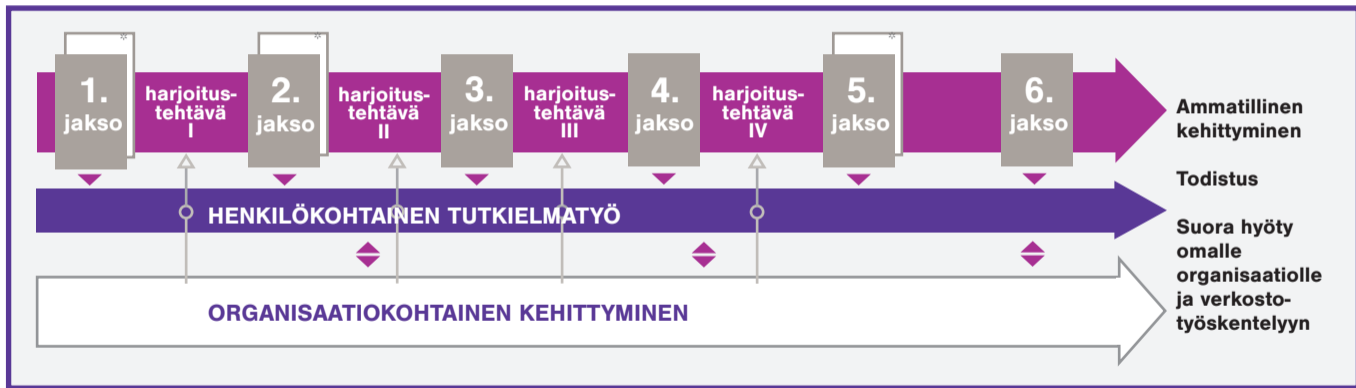 1.
jakso
harjoitus-
tehtävä
I
2.
jakso
harjoitus-
tehtävä
II
3.
jakso
harjoitus-
tehtävä
III
4.
jakso
harjoitus-
tehtävä
IV
5.
jakso
6.
jakso
Ammatillinen
kehittyminen
HENKILÖKOHTAINEN TUTKIELMATYÖ
Todistus
ORGANISAATIOKOHTAINEN KEHITTYMINEN
Suora hyöty
omalle
organisaatiolle
ja verkosto-
työskentelyyn